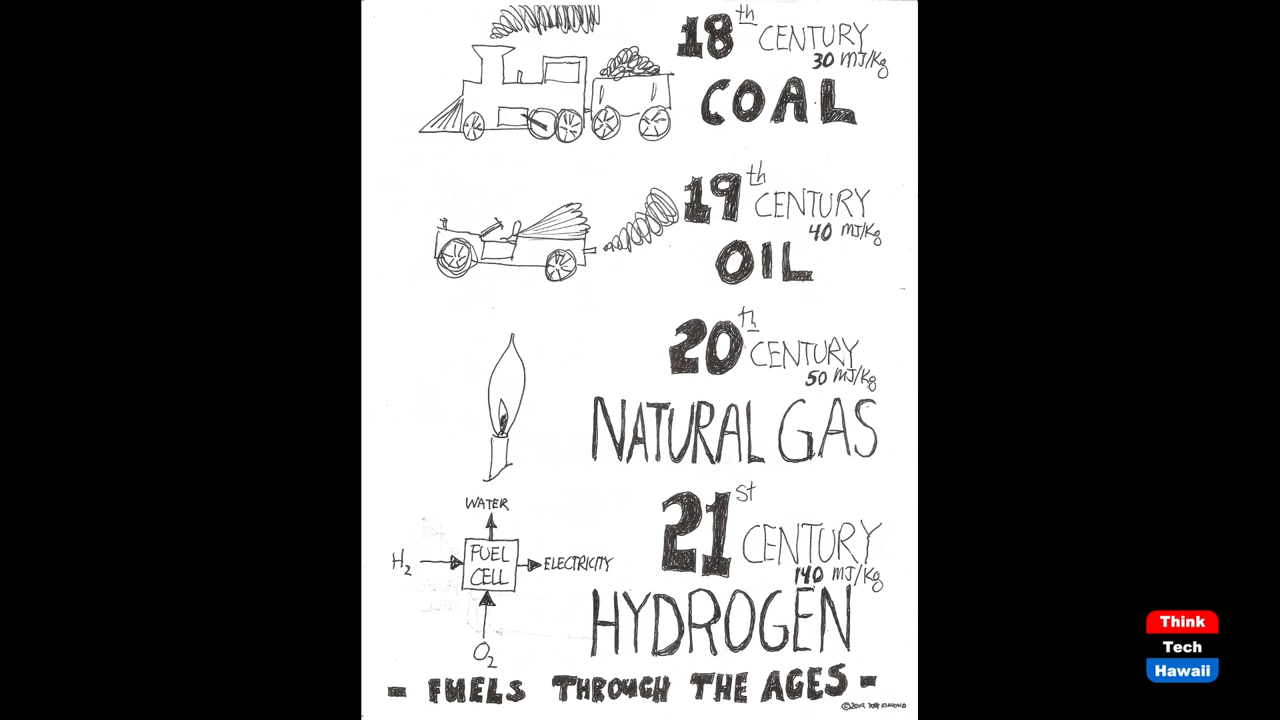 18th CENTURY
30 MJ/Kg
COAL
19th CENTURY
40 MJ/Kg
OIL
20th CENTURY
50 MJ/Kg
NATURAL GAS
WATER
H2
FUEL
CELL
ELECTRICITY
O2
21st CENTURY
140 MJ/Kg
HYDROGEN
- FUELS THROUGH THE AGES -
Think
Tech
Hawaii